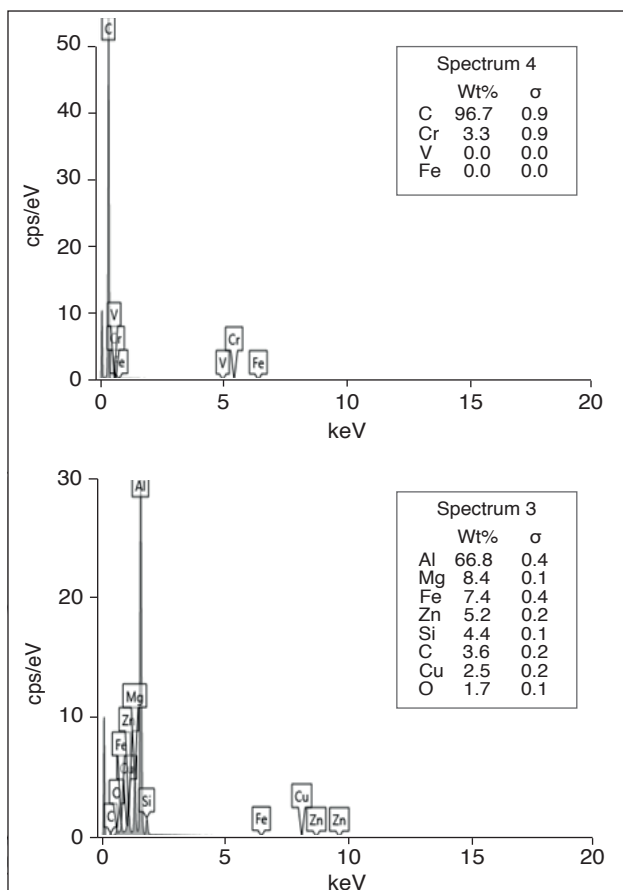 50
40
30
20
10
0
cps/eV
C
V
Cr
Fe
V
Cr
Fe
0 5 10 15 20
keV
Spectrum 4
Wt% σ
C 96.7 0.9
Cr 3.3 0.9
V 0.0 0.0
Fe 0.0 0.0
30
20
10
0
cps/eV
Al
Mg
Zn
Fe
Cu
O
C
Si
Fe
Cu
Zn
Zn
0 5 10 15 20
keV
Spectrum 3
Wt% σ
Al 66.8 0.4
Mg 8.4 0.1
Fe 7.4 0.4
Zn 5.2 0.2
Si 4.4 0.1
C 3.6 0.2
Cu 2.5 0.2
O 1.7 0.1